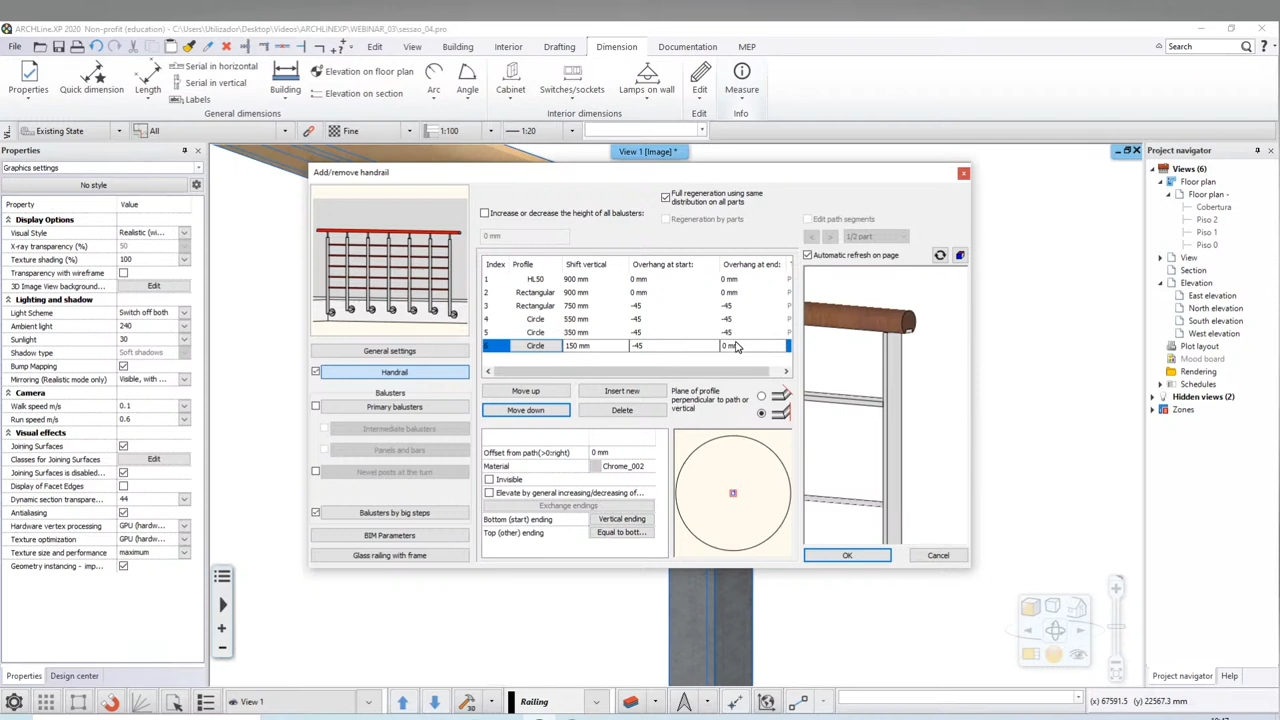 ARCHLine.XP 2020 Non-profit (education) - C:\Users\Utilizador\Desktop\Videos\ARCHLINEXP\WEBINAR_03\sessao_04.pro
File Edit View Building Interior Drafting Dimension Documentation MEP Search
Properties Quick dimension Length Serial in horizontal Serial in vertical Labels Building Elevation on floor plan Elevation on section Arc Angle Cabinet Switches/sockets Lamps on wall Edit Measure
General dimensions Interior dimensions Edit Info
Existing State All Fine 1:100 1:20
Properties
Graphics settings
No style
Property Value
Display Options
Visual Style Realistic (wi...
X-ray transparency (%) 50
Texture shading (%) 60
Transparency with wireframe
3D Image View background... Edit
Lighting and shadow
Light Scheme Switch off both
Ambient light 240
Sunlight 30
Shadow type Soft shadows
Bump Mapping
Mirroring (Realistic mode only) Visible, with ...
Camera
Walk speed m/s 0.1
Run speed m/s 0.6
Visual effects
Joining Surfaces
Classes for Joining Surfaces Edit
Joining Surfaces is disabled...
Display of Facet Edges
Dynamic section transpare... 44
Antialiasing
Hardware vertex processing GPU (hardw...
Texture optimization GPU (hardw...
Texture size and performance maximum
Geometry instancing - imp...
Properties Design center
View 1 [Image] *
Add/remove handrail
General settings
Handrail
Balusters
Primary balusters
Intermediate balusters
Panels and bars
Newel posts at the turn
Balusters by big steps
BIM Parameters
Glass railing with frame
Increase or decrease the height of all balusters:
0 mm
Full regeneration using same distribution on all parts
Regeneration by parts
Edit path segments
< > 1/2 part
Automatic refresh on page
Index Profile Shift vertical Overhang at start: Overhang at end:
1 HL50 900 mm 0 mm 0 mm P
2 Rectangular 900 mm 0 mm 0 mm P
Rectangular 750 mm -45 -45 P
4 Circle 550 mm -45 -45 P
5 Circle 350 mm -45 -45 P
6 Circle 150 mm -45 0 mm
Move up Insert new
Move down Delete
Plane of profile perpendicular to path or vertical
Offset from path(>0:right) 0 mm
Material Chrome_002
Invisible
Elevate by general increasing/decreasing of...
Exchange endings
Bottom (start) ending Vertical ending
Top (other) ending Equal to bott...
OK Cancel
Project navigator
Views (6)
Floor plan
Floor plan -
Cobertura
Piso 2
Piso 1
Piso 0
View
Section
Elevation
East elevation
West elevation
South elevation
North elevation
Plot layout
Mood board
Rendering
Schedules
Hidden views (2)
Zones
Project navigator Help
View 1 Railing (x) 67591.5 (y) 22567.3 mm